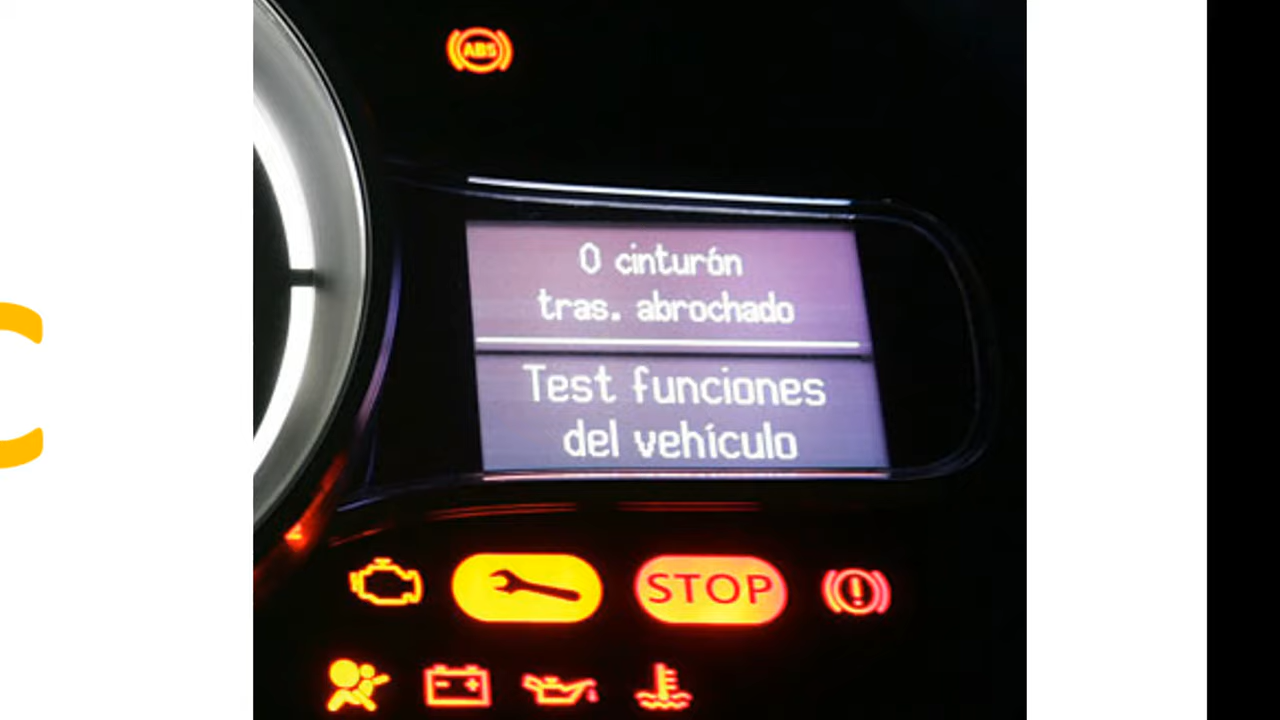 ABS
0 cinturón
tras. abrochado
Test funciones
del vehículo
STOP